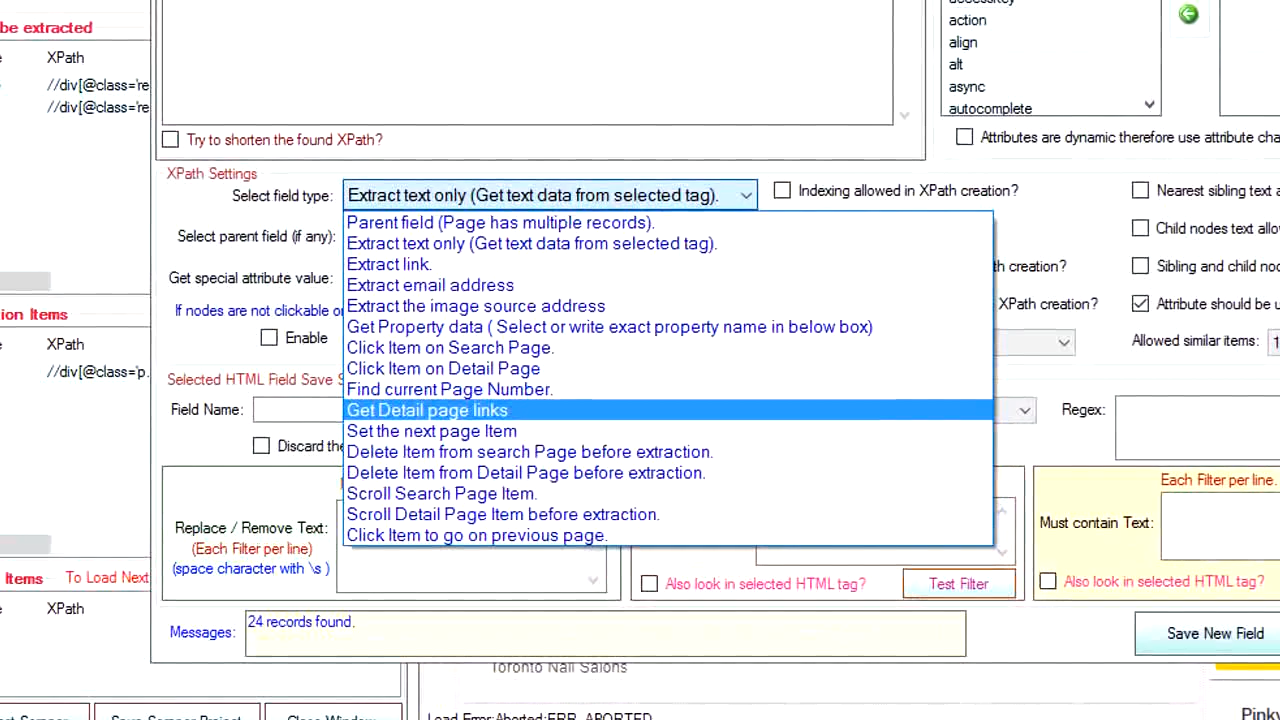 be extracted
XPath
//div[@class='re
//div[@class='re
ion Items
XPath
//div[@class='p.
Items To Load Next
XPath
action
align
alt
async
autocomplete
Try to shorten the found XPath?
Attributes are dynamic therefore use attribute cha
XPath Settings
Select field type: Extract text only (Get text data from selected tag).
Indexing allowed in XPath creation?
Nearest sibling text a
Select parent field (if any):
Child nodes text allow
Get special attribute value:
th creation?
Sibling and child noc
If nodes are not clickable o
XPath creation?
Attribute should be u
Enable
Allowed similar items: 1
Parent field (Page has multiple records).
Extract text only (Get text data from selected tag).
Extract link.
Extract email address
Extract the image source address
Get Property data ( Select or write exact property name in below box)
Click Item on Search Page.
Click Item on Detail Page
Find current Page Number.
Get Detail page links
Set the next page Item
Delete Item from search Page before extraction.
Delete Item from Detail Page before extraction.
Scroll Search Page Item.
Scroll Detail Page Item before extraction.
Click Item to go on previous page.
Selected HTML Field Save S
Field Name:
Regex:
Discard the
Replace / Remove Text:
(Each Filter per line)
(space character with \s )
Also look in selected HTML tag?
Test Filter
Each Filter per line.
Must contain Text:
Also look in selected HTML tag?
Messages: 24 records found.
Save New Field
Toronto Nail Salons
Save Scraper Project
Close Window
Load Error:Aborted:ERR_ABORTED
Pinky